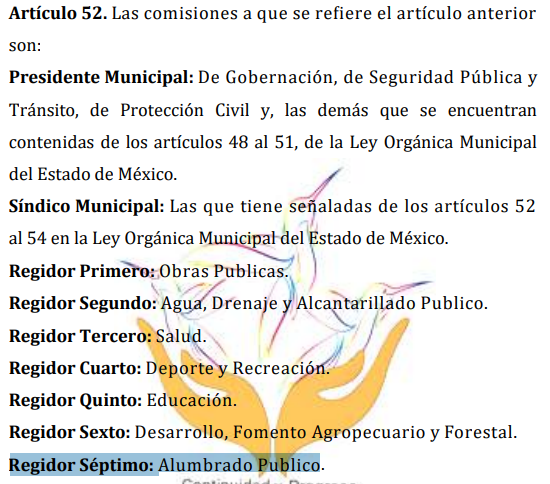 Artículo 52. Las comisiones a que se refiere el artículo anterior
son:
Presidente Municipal: De Gobernación, de Seguridad Pública y
Tránsito, de Protección Civil y, las demás que se encuentran
contenidas de los artículos 48 al 51, de la Ley Orgánica Municipal
del Estado de México.
Síndico Municipal: Las que tiene señaladas de los artículos 52
al 54 en la Ley Orgánica Municipal del Estado de México.
Regidor Primero: Obras Publicas.
Regidor Segundo: Agua, Drenaje y Alcantarillado Publico.
Regidor Tercero: Salud.
Regidor Cuarto: Deporte y Recreación.
Regidor Quinto: Educación.
Regidor Sexto: Desarrollo, Fomento Agropecuario y Forestal.
Regidor Séptimo: Alumbrado Publico.